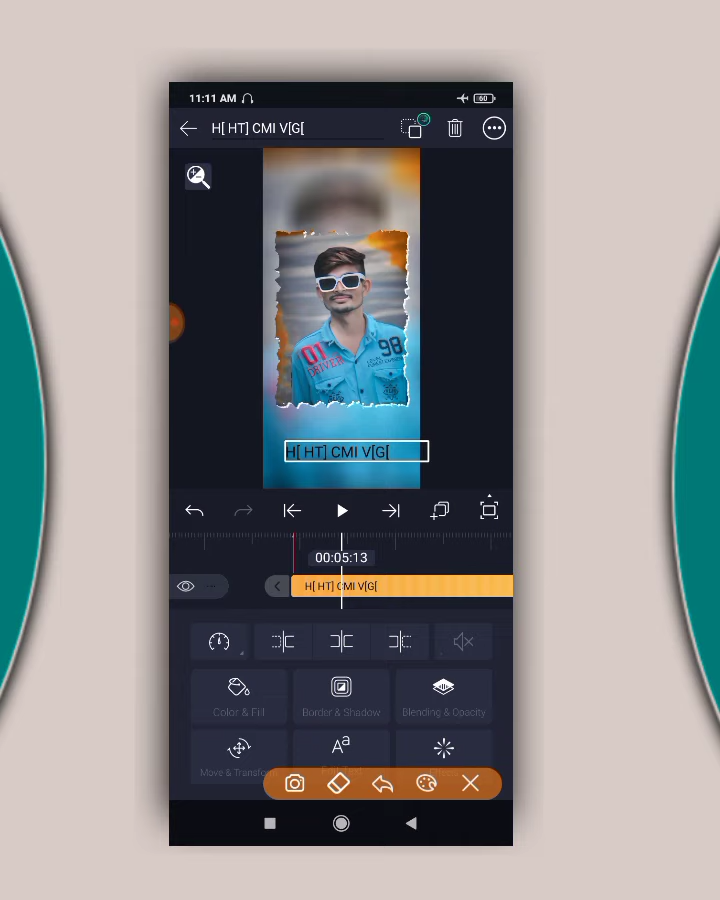 11:11 AM
60
H[ HT] CMI V[G[
01
DRIVER
98
H[ HT] CMI V[G[
00:05:13
H[ HT] CMI V[G[
Color & Fill
Border & Shadow
Blending & Opacity
Move & Transform